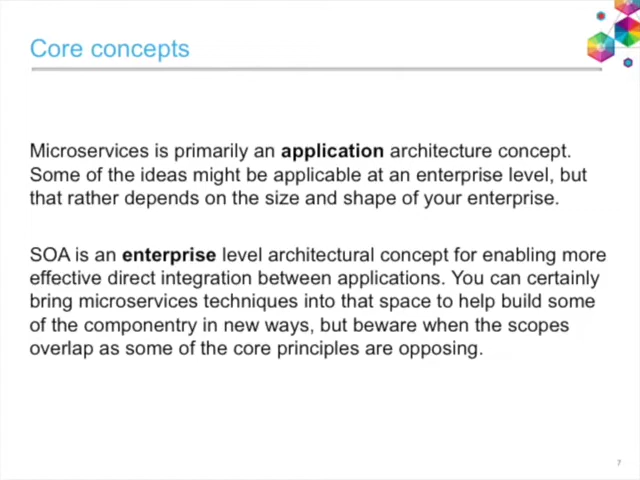 Core concepts
Microservices is primarily an application architecture concept.
Some of the ideas might be applicable at an enterprise level, but
that rather depends on the size and shape of your enterprise.
SOA is an enterprise level architectural concept for enabling more
effective direct integration between applications. You can certainly
bring microservices techniques into that space to help build some
of the componentry in new ways, but beware when the scopes
overlap as some of the core principles are opposing.
7